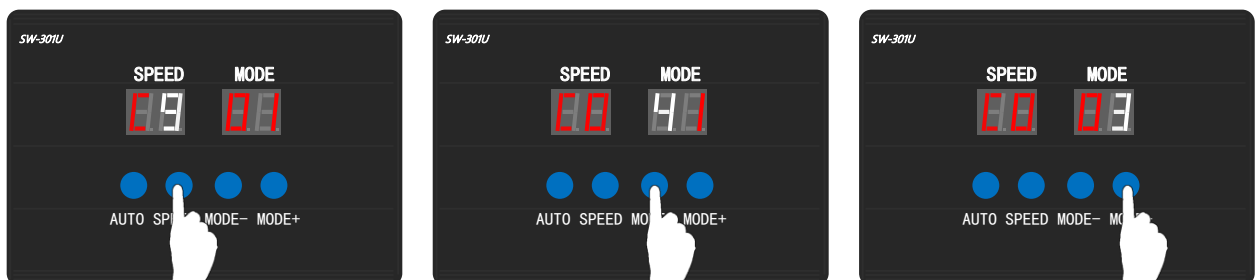 SW-301U
SPEED MODE
C9 01
AUTO MODE- MODE+
SW-301U
SPEED MODE
C0 41
AUTO SPEED MODE+
SW-301U
SPEED MODE
C0 03
AUTO SPEED MODE-